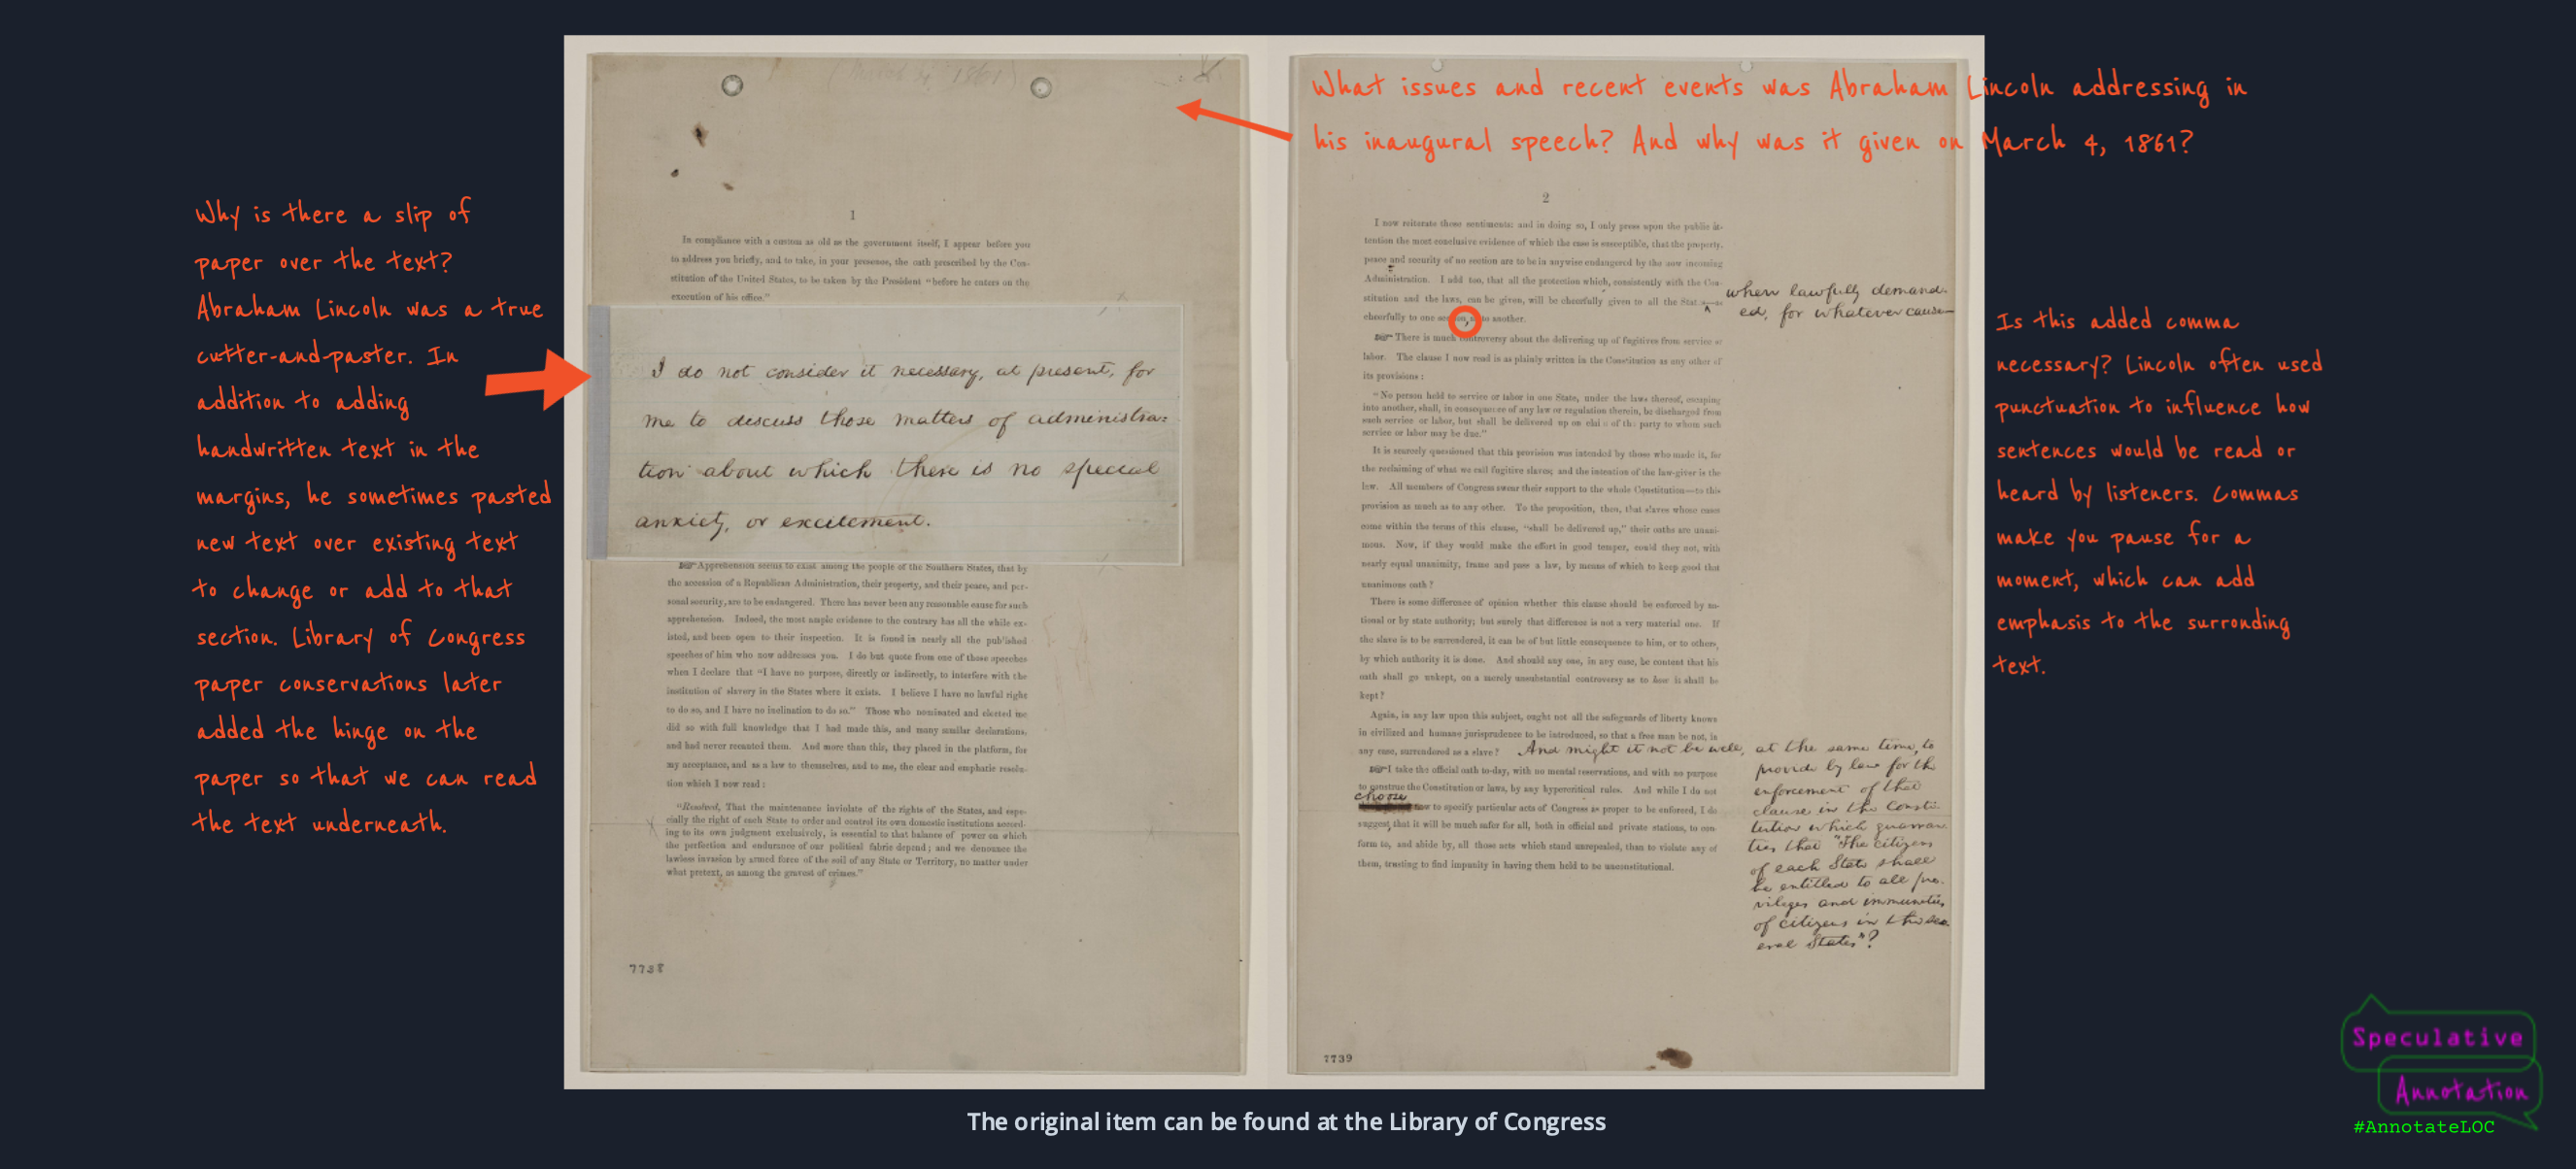 (March 4, 1861)
What issues and recent events was Abraham Lincoln addressing in
his inaugural speech? And why was it given on March 4, 1861?
Why is there a slip of
paper over the text?
Abraham Lincoln was a true
cutter-and-paster. In
addition to adding
handwritten text in the
margins, he sometimes pasted
new text over existing text
to change or add to that
section. Library of Congress
paper conservations later
added the hinge on the
paper so that we can read
the text underneath.
1
In compliance with a custom as old as the government itself, I appear before you
to address you briefly, and to take, in your presence, the oath prescribed by the Con-
stitution of the United States, to be taken by the President "before he enters on the
execution of his office."
I do not consider it necessary, at present, for
me to discuss those matters of administra=
tion about which there is no special
anxiety, or excitement.
Apprehension seems to exist among the people of the Southern States, that by
the accession of a Republican Administration, their property, and their peace, and per-
sonal security, are to be endangered. There has never been any reasonable cause for such
apprehension. Indeed, the most ample evidence to the contrary has all the while ex-
isted, and been open to their inspection. It is found in nearly all the published
speeches of him who now addresses you. I do but quote from one of those speeches
when I declare that "I have no purpose, directly or indirectly, to interfere with the
institution of slavery in the States where it exists. I believe I have no lawful right
to do so, and I have no inclination to do so." Those who nominated and elected me
did so with full knowledge that I had made this, and many similar declarations,
and had never recanted them. And more than this, they placed in the platform, for
my acceptance, and as a law to themselves, and to me, the clear and emphatic resolu-
tion which I now read:
"Resolved, That the maintenance inviolate of the rights of the States, and espe-
cially the right of each State to order and control its own domestic institutions accord-
ing to its own judgment exclusively, is essential to that balance of power on which
the perfection and endurance of our political fabric depend; and we denounce the
lawless invasion by armed force of the soil of any State or Territory, no matter under
what pretext, as among the gravest of crimes."
7738
2
I now reiterate these sentiments: and in doing so, I only press upon the public at-
tention the most conclusive evidence of which the case is susceptible, that the property,
peace and security of no section are to be in anywise endangered by the now incoming
Administration. I add too, that all the protection which, consistently with the Con-
stitution and the laws, can be given, will be cheerfully given to all the States
when lawfully demand-
ed, for whatever cause
cheerfully to one section, to another.
There is much controversy about the delivering up of fugitives from service or
labor. The clause I now read is as plainly written in the Constitution as any other of
its provisions:
"No person held to service or labor in one State, under the laws thereof, escaping
into another, shall, in consequence of any law or regulation therein, be discharged from
such service or labor, but shall be delivered up on claim of the party to whom such
service or labor may be due."
It is scarcely questioned that this provision was intended by those who made it, for
the reclaiming of what we call fugitive slaves; and the intention of the law-giver is the
law. All members of Congress swear their support to the whole Constitution—to this
provision as much as to any other. To the proposition, then, that slaves whose cases
come within the terms of this clause, "shall be delivered up," their oaths are unani-
mous. Now, if they would make the effort in good temper, could they not, with
nearly equal unanimity, frame and pass a law, by means of which to keep good that
unanimous oath?
There is some difference of opinion whether this clause should be enforced by na-
tional or by state authority; but surely that difference is not a very material one. If
the slave is to be surrendered, it can be of but little consequence to him, or to others,
by which authority it is done. And should any one, in any case, be content that his
oath shall go unkept, on a merely unsubstantial controversy as to how it shall be
kept?
Again, in any law upon this subject, ought not all the safeguards of liberty known
in civilized and humane jurisprudence to be introduced, so that a free man be not, in
any case, surrendered as a slave? And might it not be well, at the same time, to
provide by law for the
enforcement of that
clause in the Consti-
tution which guaran-
ties that "The citizens
of each State shall
be entitled to all pri-
vileges and immunities
of citizens in the sev-
eral States"?
I take the official oath to-day, with no mental reservations, and with no purpose
to construe the Constitution or laws, by any hypercritical rules. And while I do not
choose
now to specify particular acts of Congress as proper to be enforced, I do
suggest, that it will be much safer for all, both in official and private stations, to con-
form to, and abide by, all those acts which stand unrepealed, than to violate any of
them, trusting to find impunity in having them held to be unconstitutional.
7739
Is this added comma
necessary? Lincoln often used
punctuation to influence how
sentences would be read or
heard by listeners. Commas
make you pause for a
moment, which can add
emphasis to the surronding
text.
The original item can be found at the Library of Congress
Speculative
Annotation
#AnnotateLOC